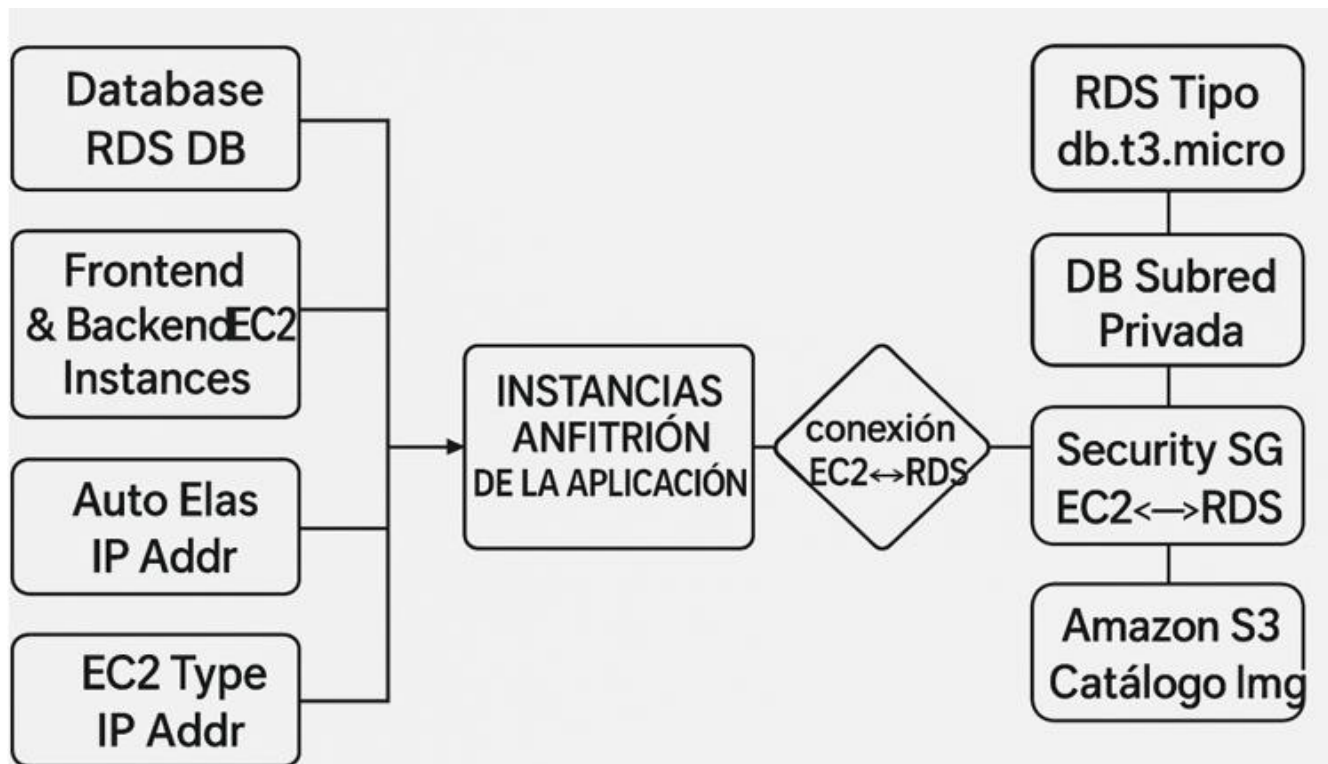 Database
RDS DB
Frontend
& BackendEC2
Instances
Auto Elas
IP Addr
EC2 Type
IP Addr
INSTANCIAS
ANFITRIÓN
DE LA APLICACIÓN
conexión
EC2↔RDS
RDS Tipo
db.t3.micro
DB Subred
Privada
Security SG
EC2<—>RDS
Amazon S3
Catálogo Img